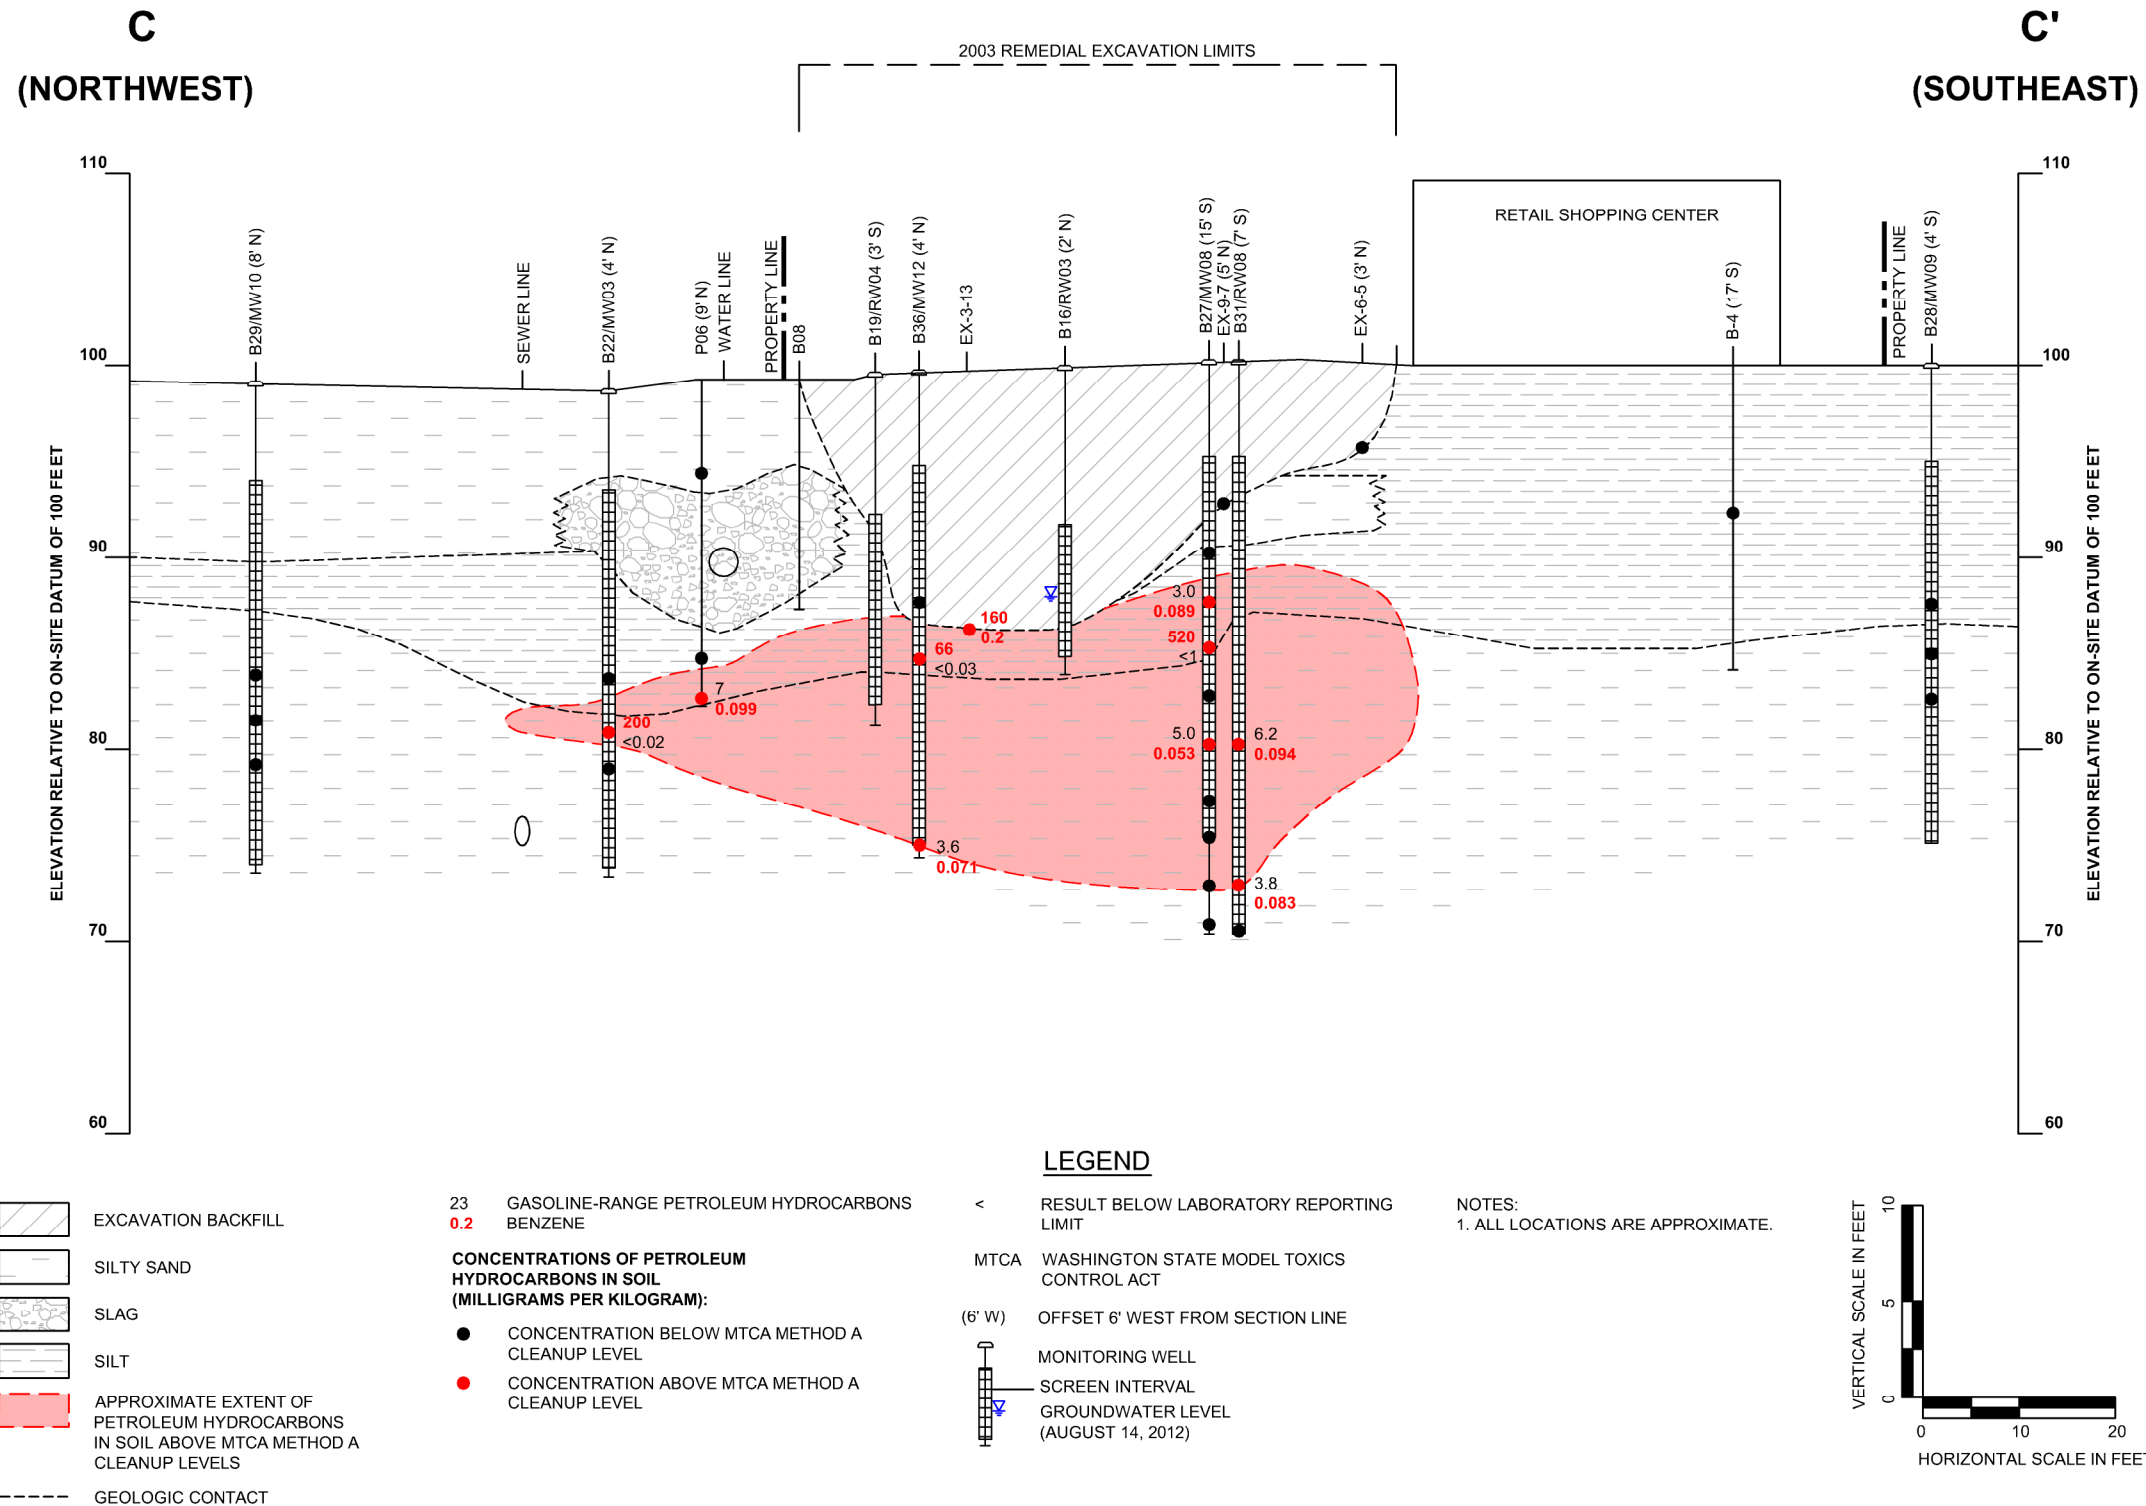 C
C'
(NORTHWEST)
(SOUTHEAST)
2003 REMEDIAL EXCAVATION LIMITS
110
110
RETAIL SHOPPING CENTER
B29/MW10 (8' N)
SEWER LINE
B22/MW03 (4' N)
P06 (9' N)
WATER LINE
PROPERTY LINE
B08
B19/RW04 (3' S)
B36/MW12 (4' N)
EX-3-13
B16/RW03 (2' N)
B27/MW08 (15' S)
EX-9-7 (5' N)
B31/RW08 (7' S)
EX-6-5 (3' N)
B-4 (17' S)
PROPERTY LINE
B28/MW09 (4' S)
100
100
90
90
80
80
70
70
60
60
ELEVATION RELATIVE TO ON-SITE DATUM OF 100 FEET
ELEVATION RELATIVE TO ON-SITE DATUM OF 100 FEET
200
<0.02
7
0.099
66
<0.03
160
0.2
3.6
0.071
3.0
0.089
520
<1
5.0
0.053
6.2
0.094
3.8
0.083
LEGEND
EXCAVATION BACKFILL
SILTY SAND
SLAG
SILT
APPROXIMATE EXTENT OF
PETROLEUM HYDROCARBONS
IN SOIL ABOVE MTCA METHOD A
CLEANUP LEVELS
GEOLOGIC CONTACT
23 GASOLINE-RANGE PETROLEUM HYDROCARBONS
0.2 BENZENE
CONCENTRATIONS OF PETROLEUM
HYDROCARBONS IN SOIL
(MILLIGRAMS PER KILOGRAM):
CONCENTRATION BELOW MTCA METHOD A
CLEANUP LEVEL
CONCENTRATION ABOVE MTCA METHOD A
CLEANUP LEVEL
< RESULT BELOW LABORATORY REPORTING
LIMIT
MTCA WASHINGTON STATE MODEL TOXICS
CONTROL ACT
(6' W) OFFSET 6' WEST FROM SECTION LINE
MONITORING WELL
SCREEN INTERVAL
GROUNDWATER LEVEL
(AUGUST 14, 2012)
NOTES:
1. ALL LOCATIONS ARE APPROXIMATE.
VERTICAL SCALE IN FEET
10
5
0
0 10 20
HORIZONTAL SCALE IN FEET